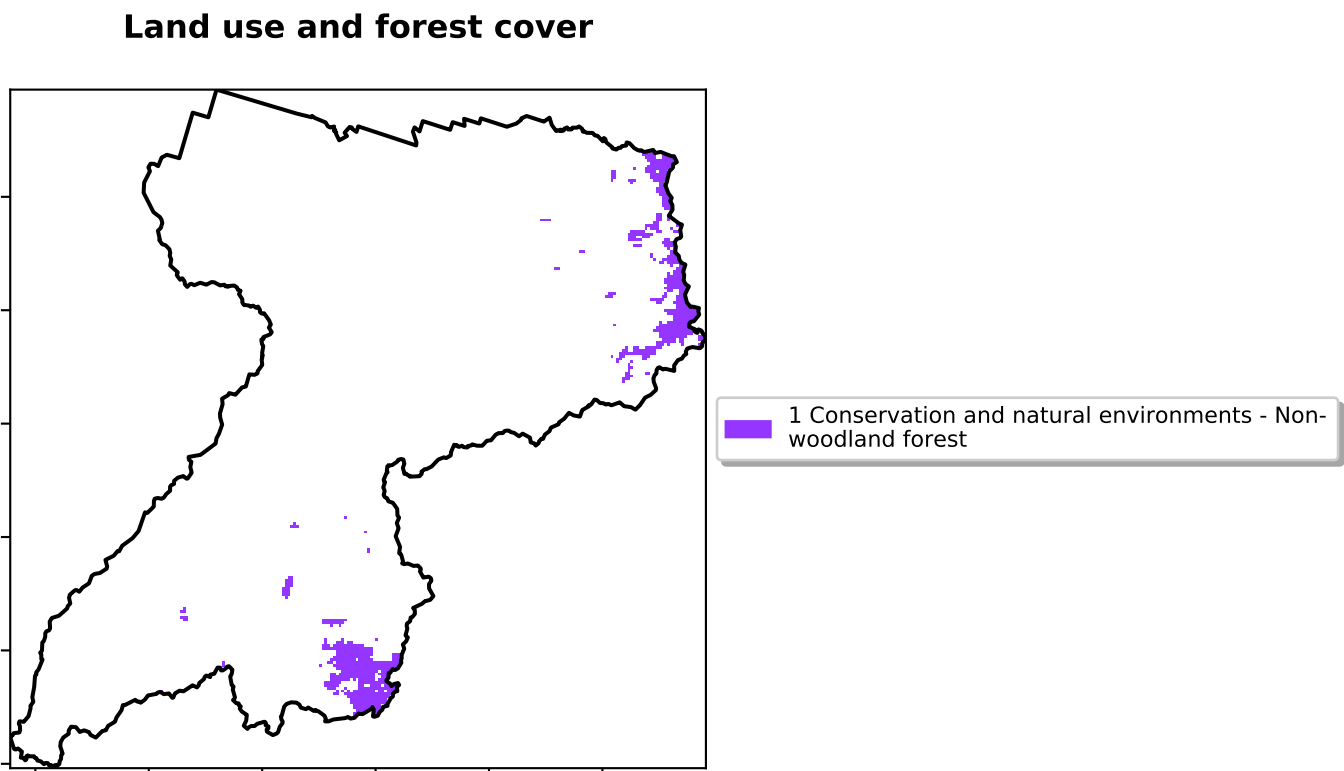 Land use and forest cover
1 Conservation and natural environments - Non-
woodland forest